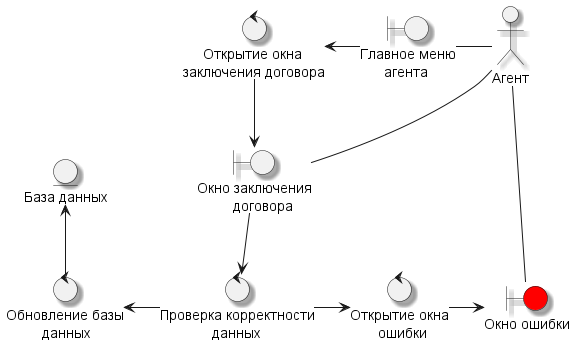 Открытие окна
заключения договора
Главное меню
агента
Агент
Окно заключения
договора
База данных
Обновление базы
данных
Проверка корректности
данных
Открытие окна
ошибки
Окно ошибки